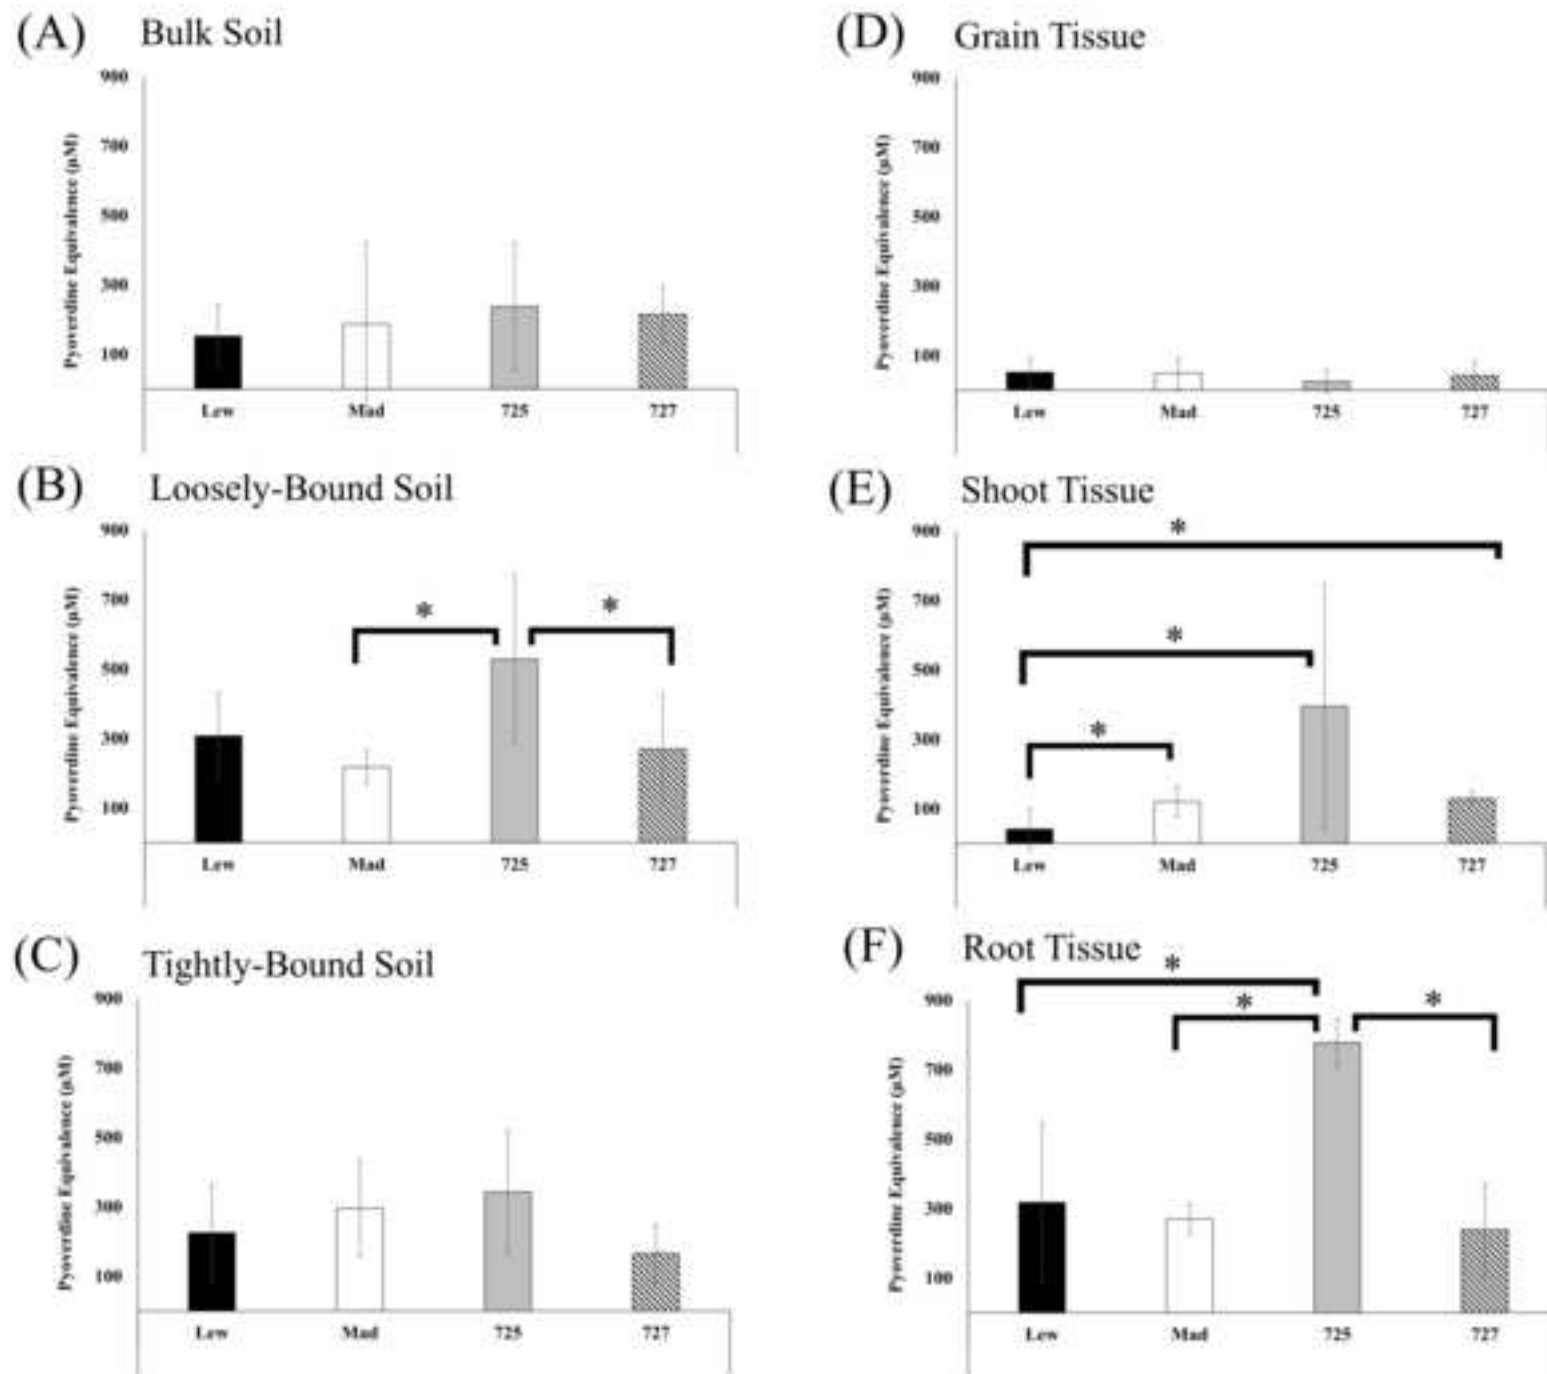 (A) Bulk Soil
900
700
500
300
100
Pyoverdine Equivalence (µM)
Lew Mad 725 727
(B) Loosely-Bound Soil
900
700
500
300
100
Pyoverdine Equivalence (µM)
* *
Lew Mad 725 727
(C) Tightly-Bound Soil
900
700
500
300
100
Pyoverdine Equivalence (µM)
Lew Mad 725 727
(D) Grain Tissue
900
700
500
300
100
Pyoverdine Equivalence (µM)
Lew Mad 725 727
(E) Shoot Tissue
900
700
500
300
100
Pyoverdine Equivalence (µM)
*
*
*
Lew Mad 725 727
(F) Root Tissue
900
700
500
300
100
Pyoverdine Equivalence (µM)
*
* *
Lew Mad 725 727